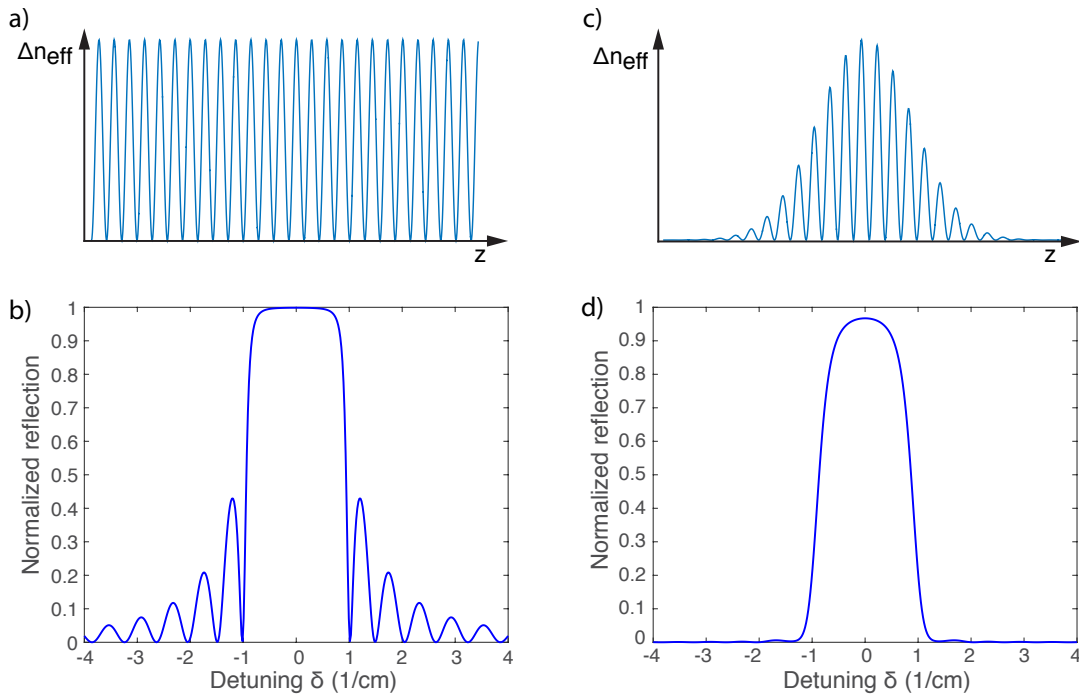 a)
Δn_eff
z
c)
Δn_eff
z
b)
Normalized reflection
1
0.9
0.8
0.7
0.6
0.5
0.4
0.3
0.2
0.1
0
-4 -3 -2 -1 0 1 2 3 4
Detuning δ (1/cm)
d)
Normalized reflection
1
0.9
0.8
0.7
0.6
0.5
0.4
0.3
0.2
0.1
0
-4 -3 -2 -1 0 1 2 3 4
Detuning δ (1/cm)